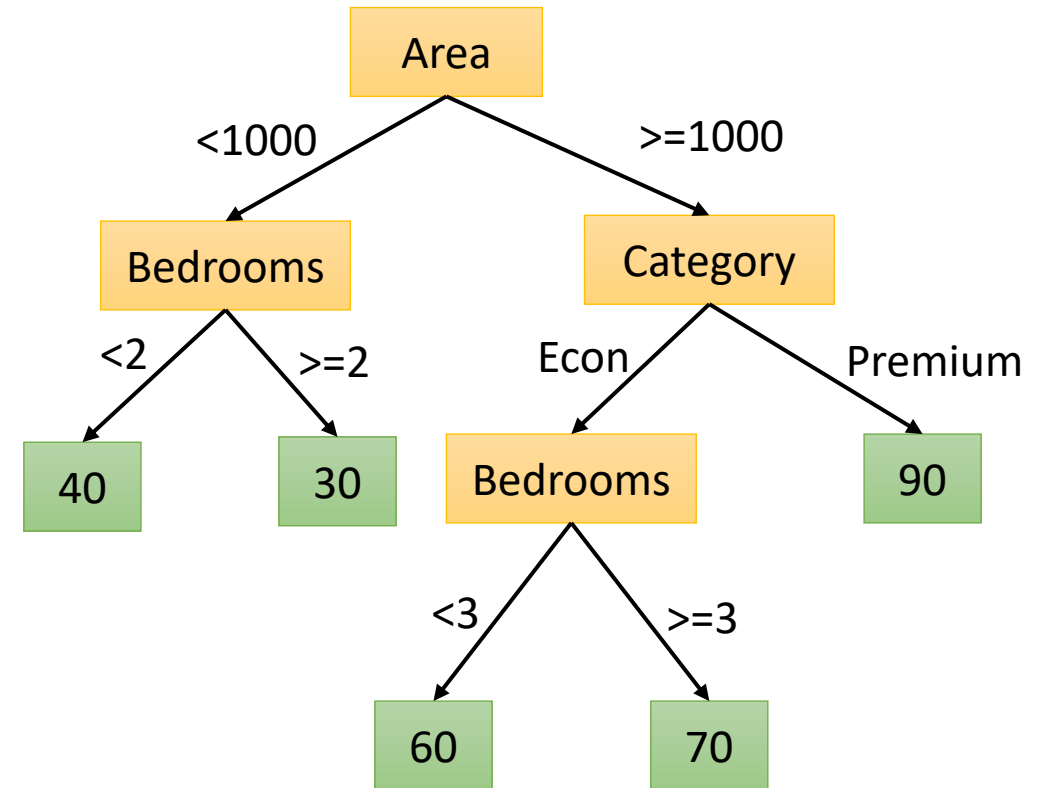 Area
<1000
>=1000
Bedrooms
Category
<2
>=2
Econ
Premium
40
30
Bedrooms
90
<3
>=3
60
70